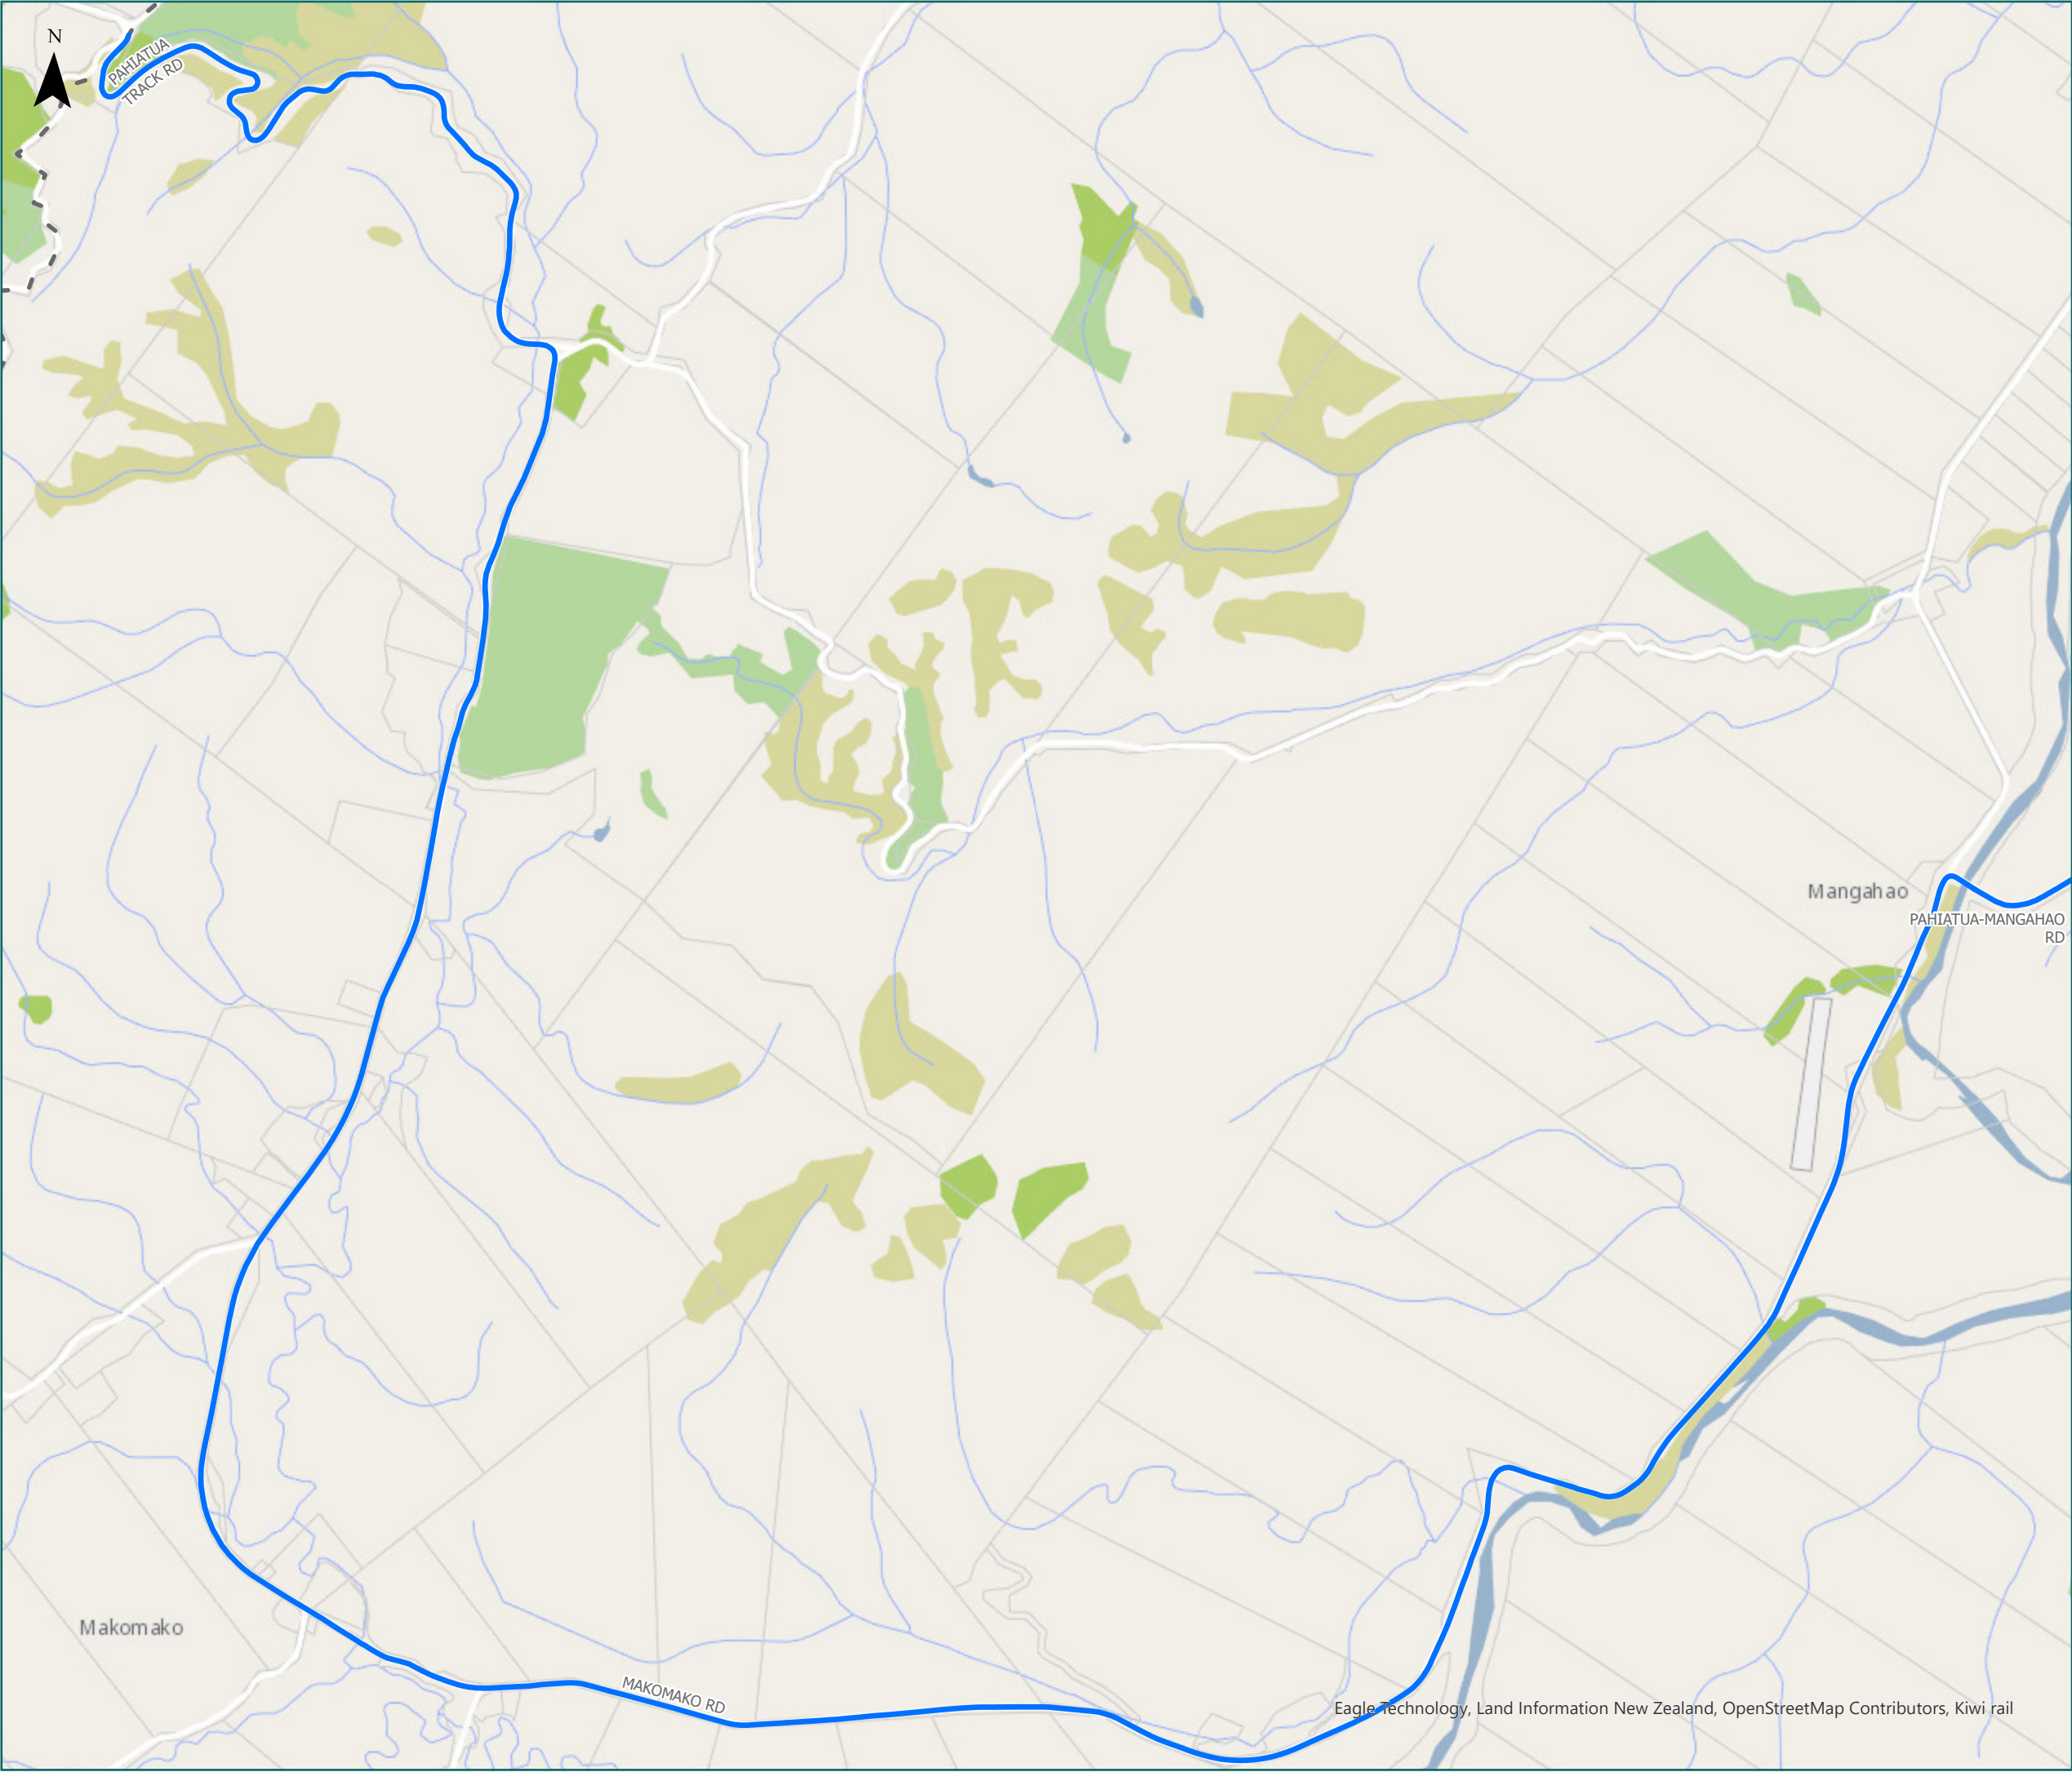 N
PAHIATUA
TRACK RD
Mangahao
PAHIATUA-MANGAHAO
RD
Makomako
MAKOMAKO RD
Eagle Technology, Land Information New Zealand, OpenStreetMap Contributors, Kiwi rail